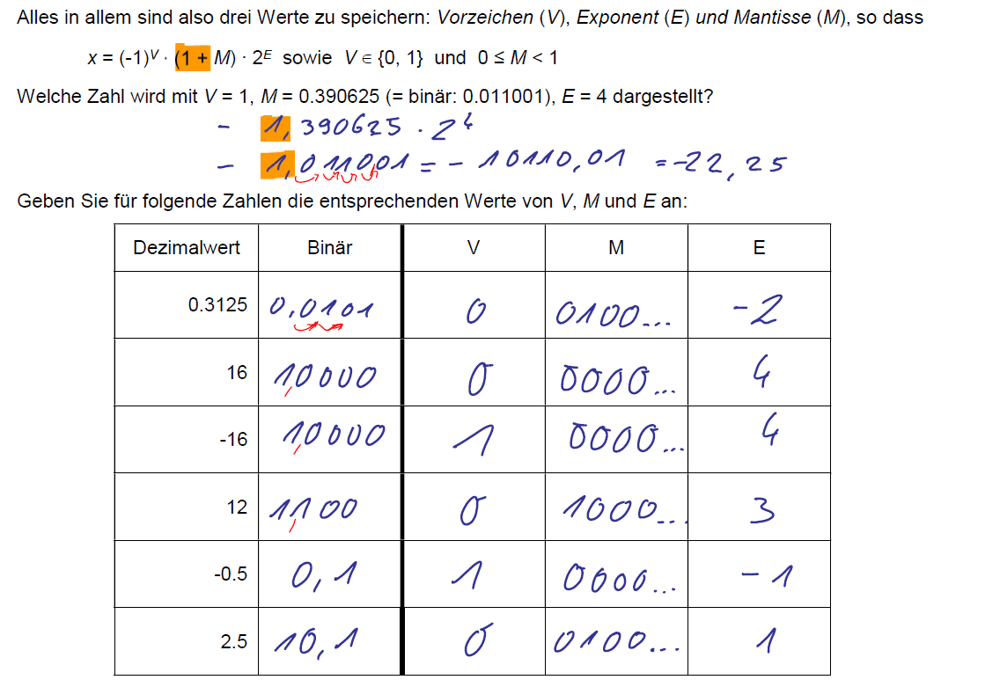 Alles in allem sind also drei Werte zu speichern: Vorzeichen (V), Exponent (E) und Mantisse (M), so dass
x = (-1)^V · (1 + M) · 2^E sowie V ∈ {0, 1} und 0 ≤ M < 1
Welche Zahl wird mit V = 1, M = 0.390625 (= binär: 0.011001), E = 4 dargestellt?
- 1,390625 · 2^4
- 1,011001 = - 10110,01 = -22,25
Geben Sie für folgende Zahlen die entsprechenden Werte von V, M und E an:
Dezimalwert Binär V M E
0.3125 0,0101 0 0100... -2
16 1,0000 0 0000... 4
-16 1,0000 1 0000... 4
12 1,100 0 1000... 3
-0.5 0,1 1 0000... -1
2.5 10,1 0 0100... 1